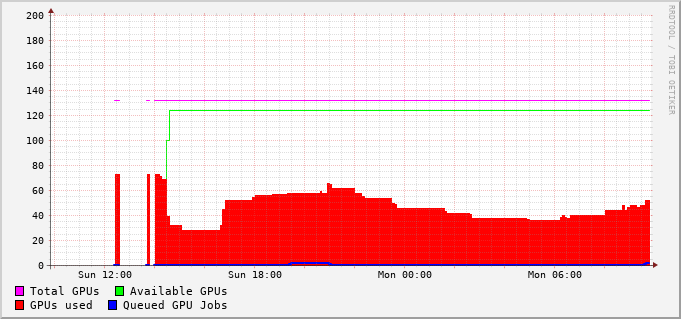 200
180
160
140
120
100
80
60
40
20
0
Sun 12:00 Sun 18:00 Mon 00:00 Mon 06:00
Total GPUs Available GPUs
GPUs used Queued GPU Jobs
RRDTOOL / TOBI OETIKER